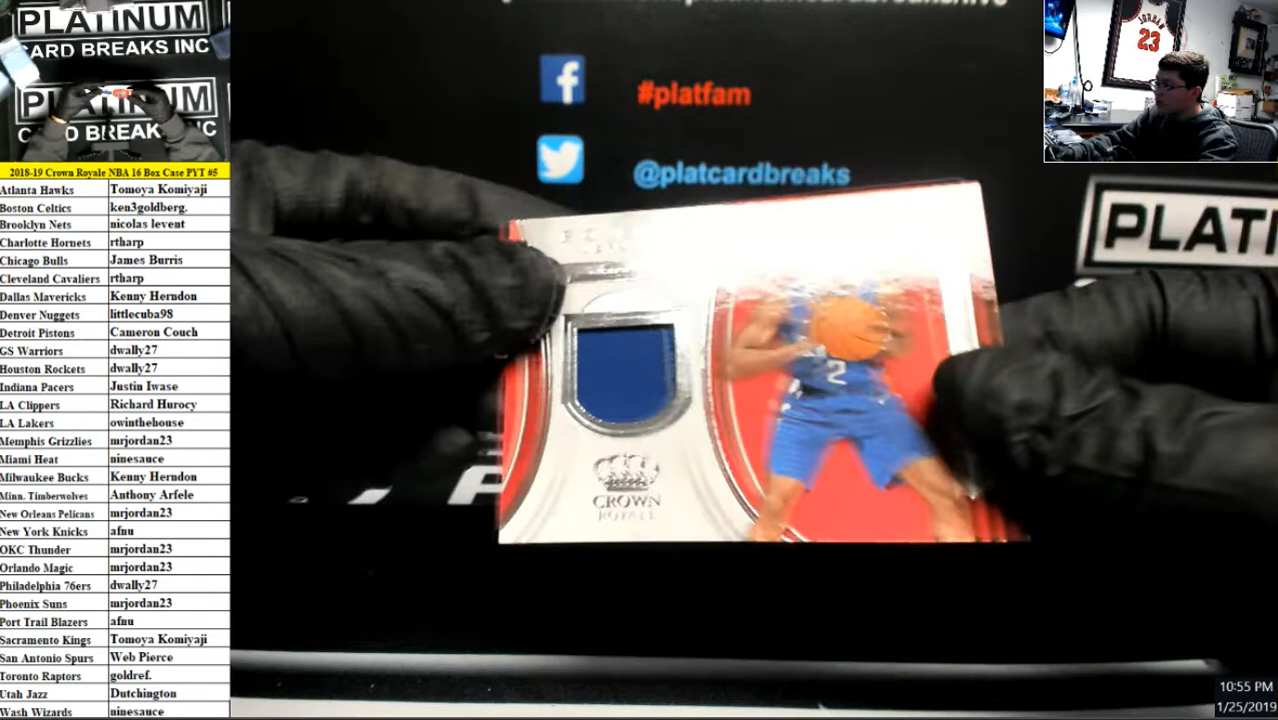 PLATINUM
CARD BREAKS INC
PLATINUM
CARD BREAKS INC
2018-19 Crown Royale NBA 16 Box Case PYT #5
Atlanta Hawks Tomoya Komiyaji
Boston Celtics ken3goldberg.
Brooklyn Nets nicolas levent
Charlotte Hornets rtharp
Chicago Bulls James Burris
Cleveland Cavaliers rtharp
Dallas Mavericks Kenny Herndon
Denver Nuggets littlecuba98
Detroit Pistons Cameron Couch
GS Warriors dwally27
Houston Rockets dwally27
Indiana Pacers Justin Iwase
LA Clippers Richard Hurocy
LA Lakers owinthehouse
Memphis Grizzlies mrjordan23
Miami Heat ninesauce
Milwaukee Bucks Kenny Herndon
Minn. Timberwolves Anthony Arfele
New Orleans Pelicans mrjordan23
New York Knicks afnu
OKC Thunder mrjordan23
Orlando Magic mrjordan23
Philadelphia 76ers dwally27
Phoenix Suns mrjordan23
Port Trail Blazers afnu
Sacramento Kings Tomoya Komiyaji
San Antonio Spurs Web Pierce
Toronto Raptors goldref.
Utah Jazz Dutchington
Wash Wizards ninesauce
#platfam
@platcardbreaks
PLATI
2
CROWN
ROYALE
JORDAN
23
10:55 PM
1/25/2019